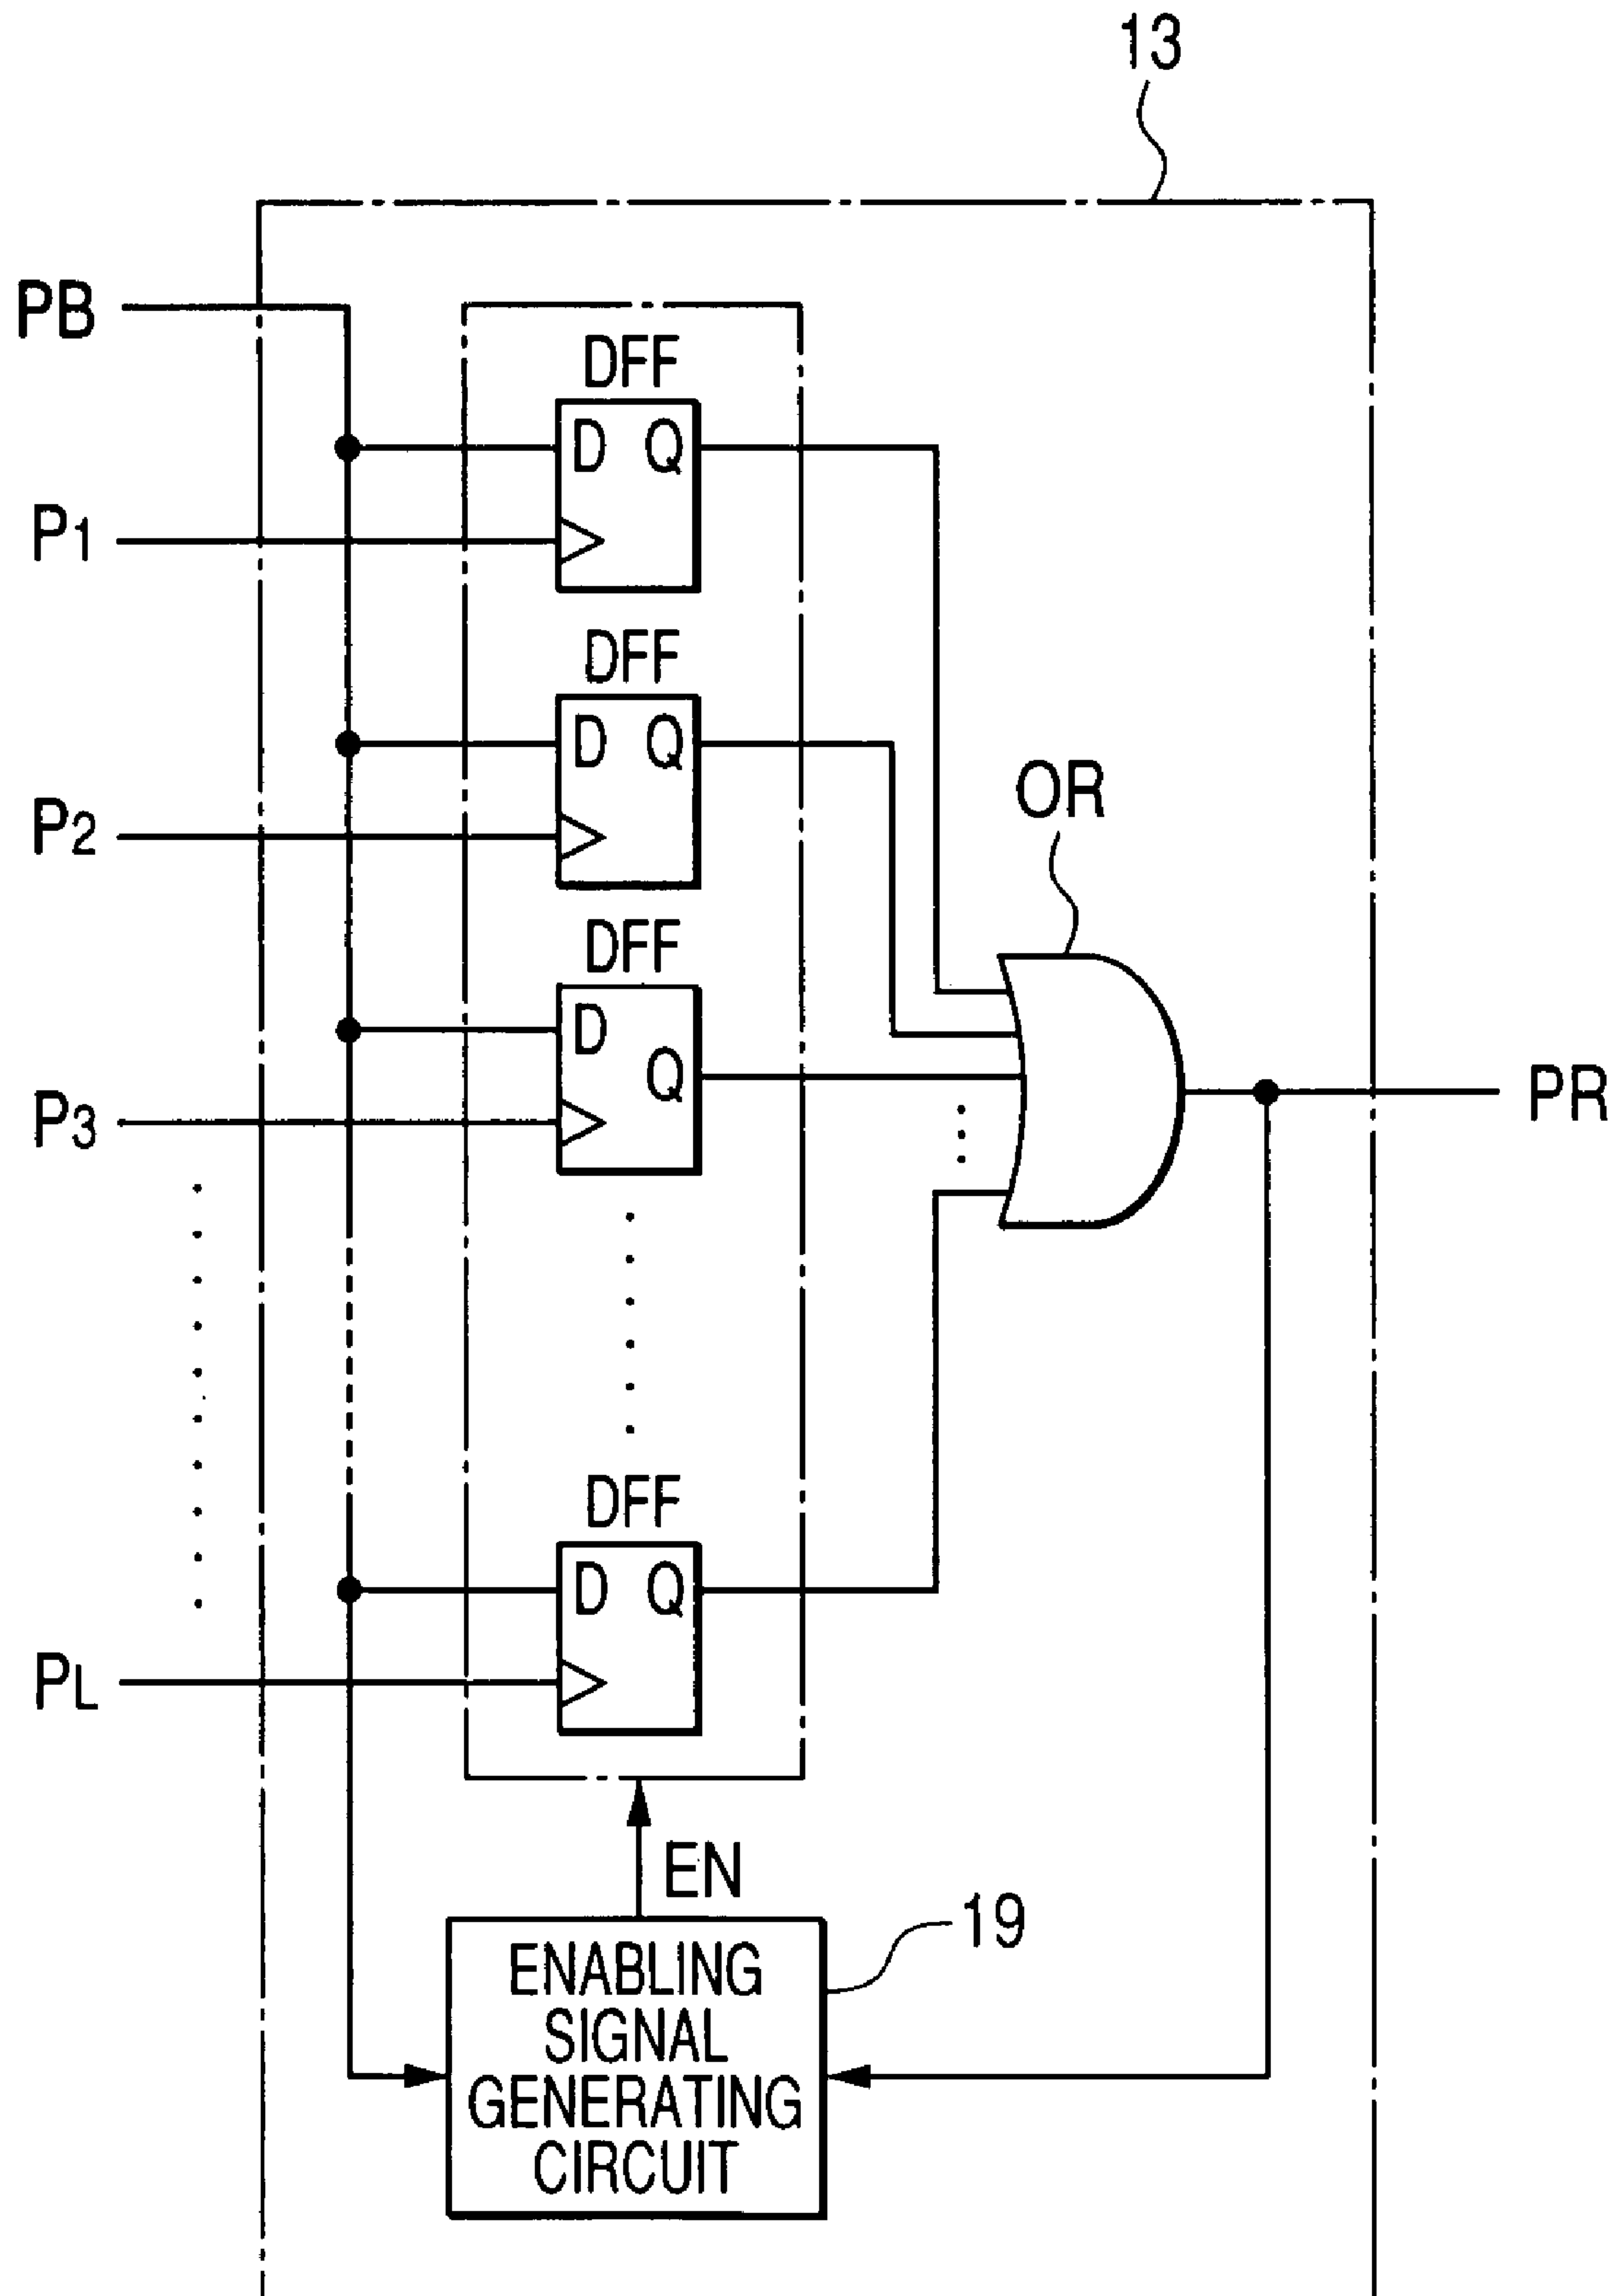 13
PB
DFF
D Q
P1
DFF
D Q
P2
OR
DFF
D
Q
P3
PR
DFF
D Q
PL
EN
19
ENABLING
SIGNAL
GENERATING
CIRCUIT